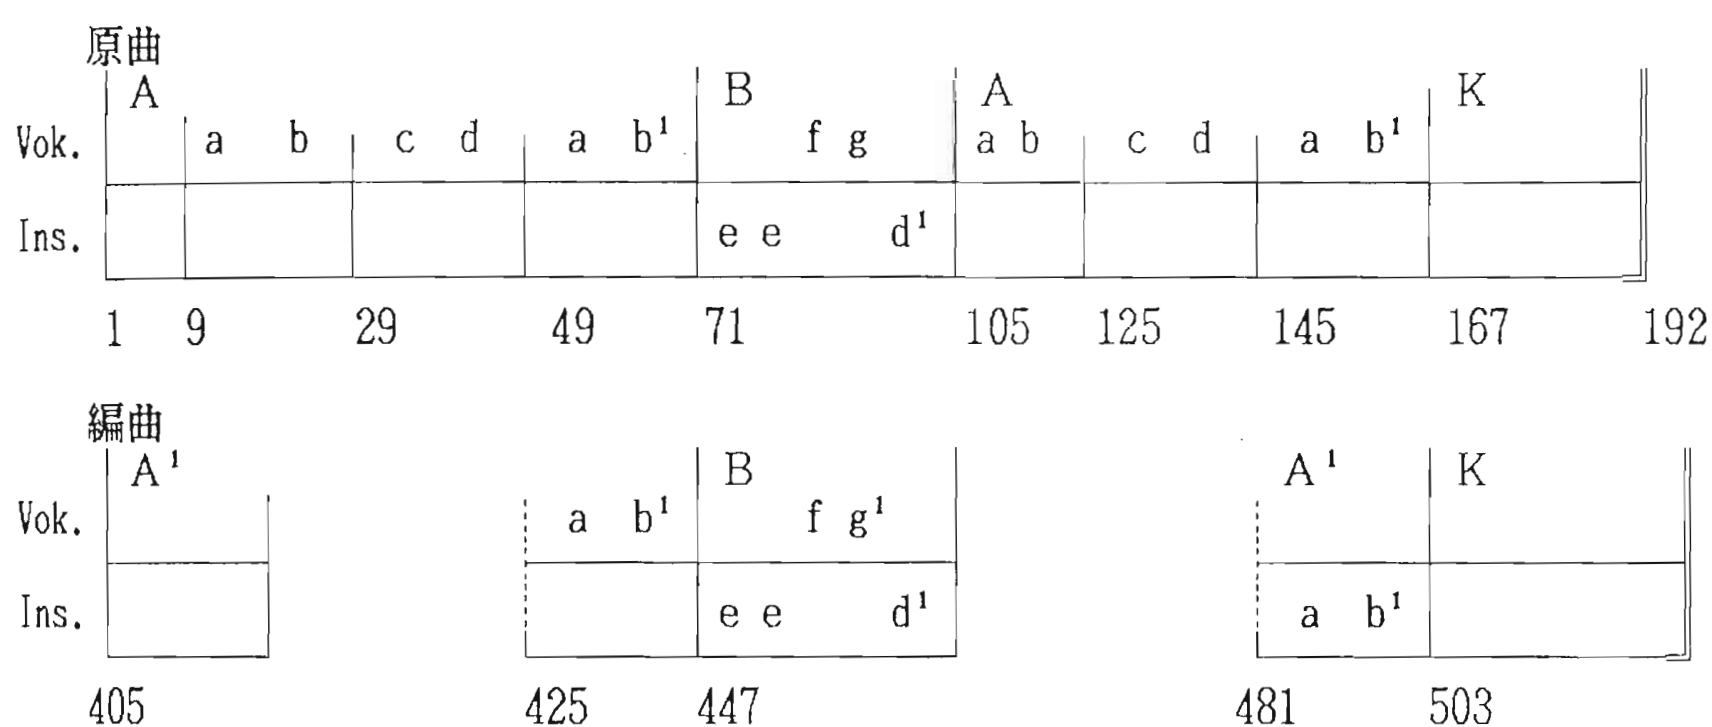 原曲
A B A K
Vok. a b c d a b¹ f g a b c d a b¹
Ins. e e d¹
1 9 29 49 71 105 125 145 167 192
編曲
A¹ B A¹ K
Vok. a b¹ f g¹
Ins. e e d¹ a b¹
405 425 447 481 503